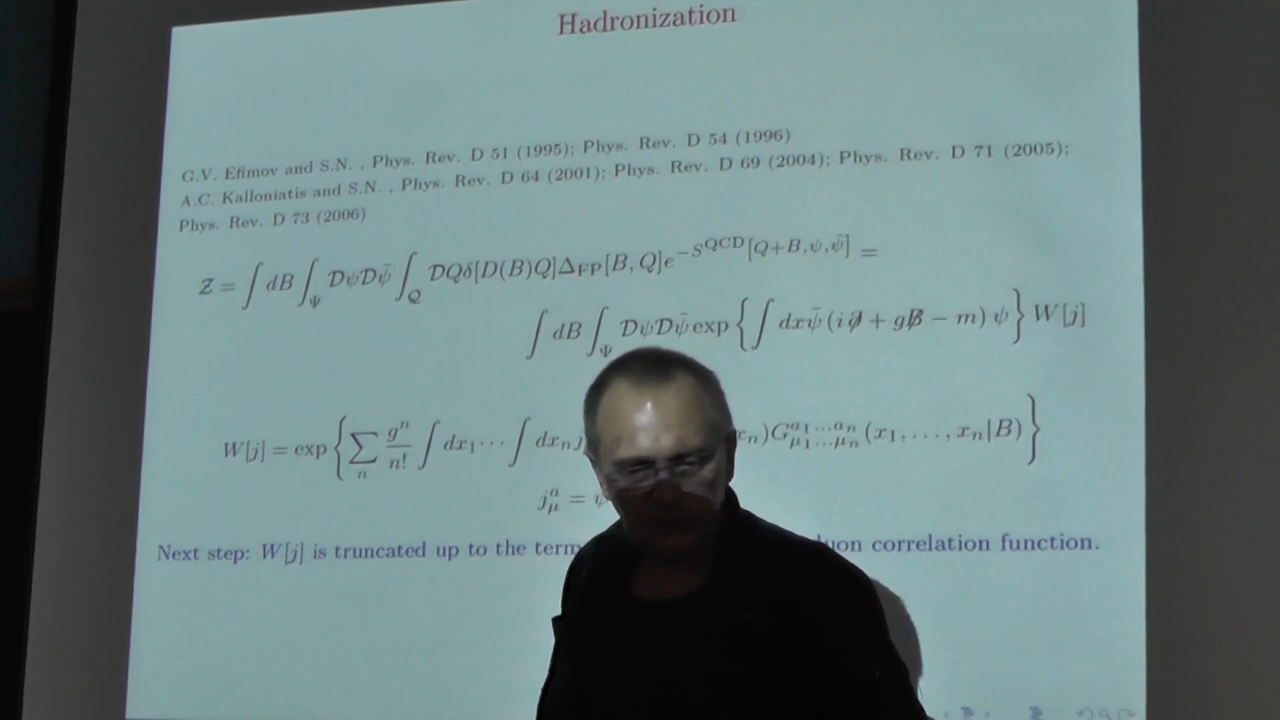 Hadronization
G.V. Efimov and S.N. , Phys. Rev. D 51 (1995); Phys. Rev. D 54 (1996)
A.C. Kalloniatis and S.N. , Phys. Rev. D 64 (2001); Phys. Rev. D 69 (2004); Phys. Rev. D 71 (2005);
Phys. Rev. D 73 (2006)
𝒵 = ∫ dB ∫_Ψ 𝒟ψ𝒟ψ̄ ∫_𝒬 𝒟Qδ[D(B)Q]Δ_FP[B, Q]e^{−S^QCD[Q+B,ψ,ψ̄]} =
∫ dB ∫_Ψ 𝒟ψ𝒟ψ̄ exp { ∫ dxψ̄ (i∂̸ + gB̸ − m) ψ } W[j]
W[j] = exp { ∑_n g^n/n! ∫ dx_1 ··· ∫ dx_n j x_n)G^{a_1...a_n}_{μ_1...μ_n}(x_1, . . . , x_n|B) }
j^a_μ =
Next step: W[j] is truncated up to the term correlation function.